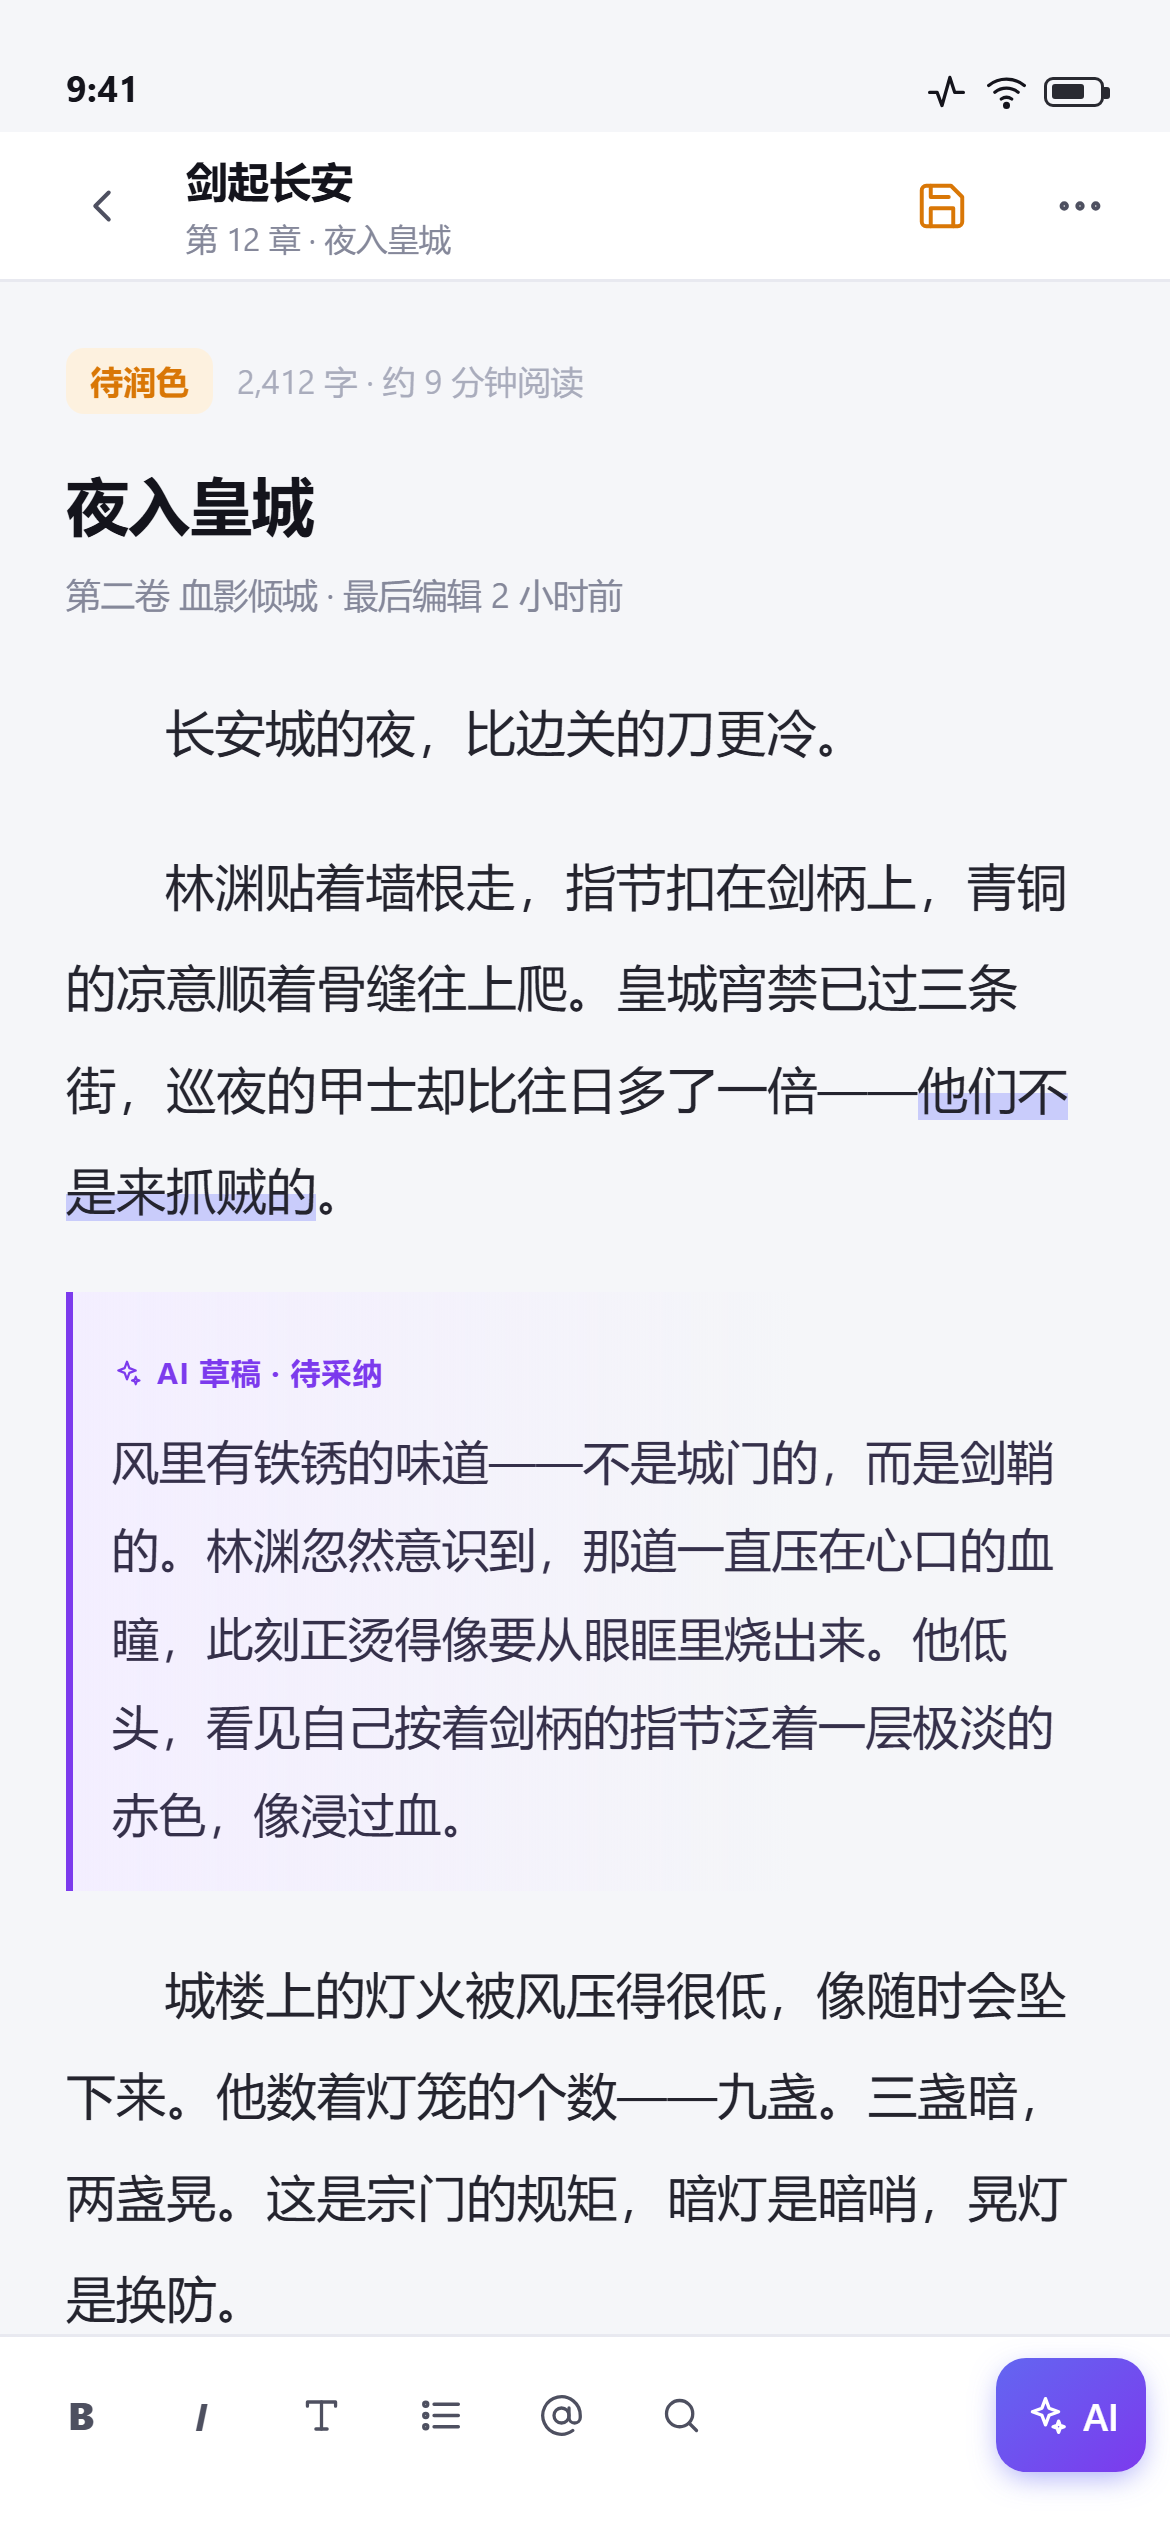 9:41
剑起长安
第 12 章 · 夜入皇城
待润色 2,412 字 · 约 9 分钟阅读
夜入皇城
第二卷 血影倾城 · 最后编辑 2 小时前
长安城的夜，比边关的刀更冷。
林渊贴着墙根走，指节扣在剑柄上，青铜
的凉意顺着骨缝往上爬。皇城宵禁已过三条
街，巡夜的甲士却比往日多了一倍——他们不
是来抓贼的。
AI 草稿 · 待采纳
风里有铁锈的味道——不是城门的，而是剑鞘
的。林渊忽然意识到，那道一直压在心口的血
瞳，此刻正烫得像要从眼眶里烧出来。他低
头，看见自己按着剑柄的指节泛着一层极淡的
赤色，像浸过血。
城楼上的灯火被风压得很低，像随时会坠
下来。他数着灯笼的个数——九盏。三盏暗，
两盏晃。这是宗门的规矩，暗灯是暗哨，晃灯
是换防。
B I T @ AI